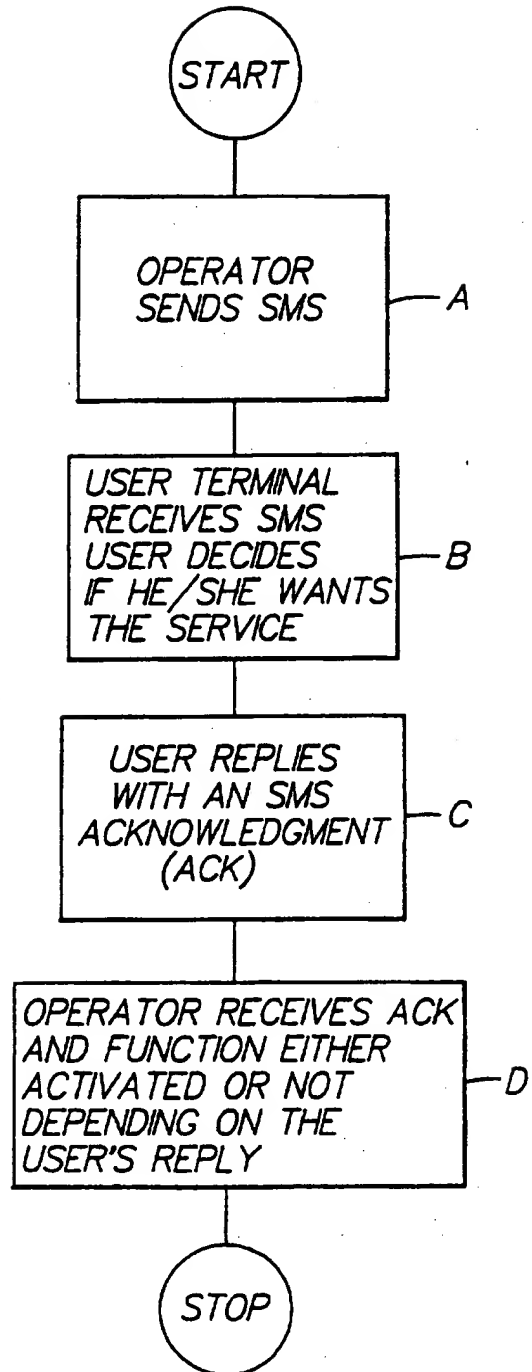 START
OPERATOR
SENDS SMS
A
USER TERMINAL
RECEIVES SMS
USER DECIDES
IF HE/SHE WANTS
THE SERVICE
B
USER REPLIES
WITH AN SMS
ACKNOWLEDGMENT
(ACK)
C
OPERATOR RECEIVES ACK
AND FUNCTION EITHER
ACTIVATED OR NOT
DEPENDING ON THE
USER'S REPLY
D
STOP